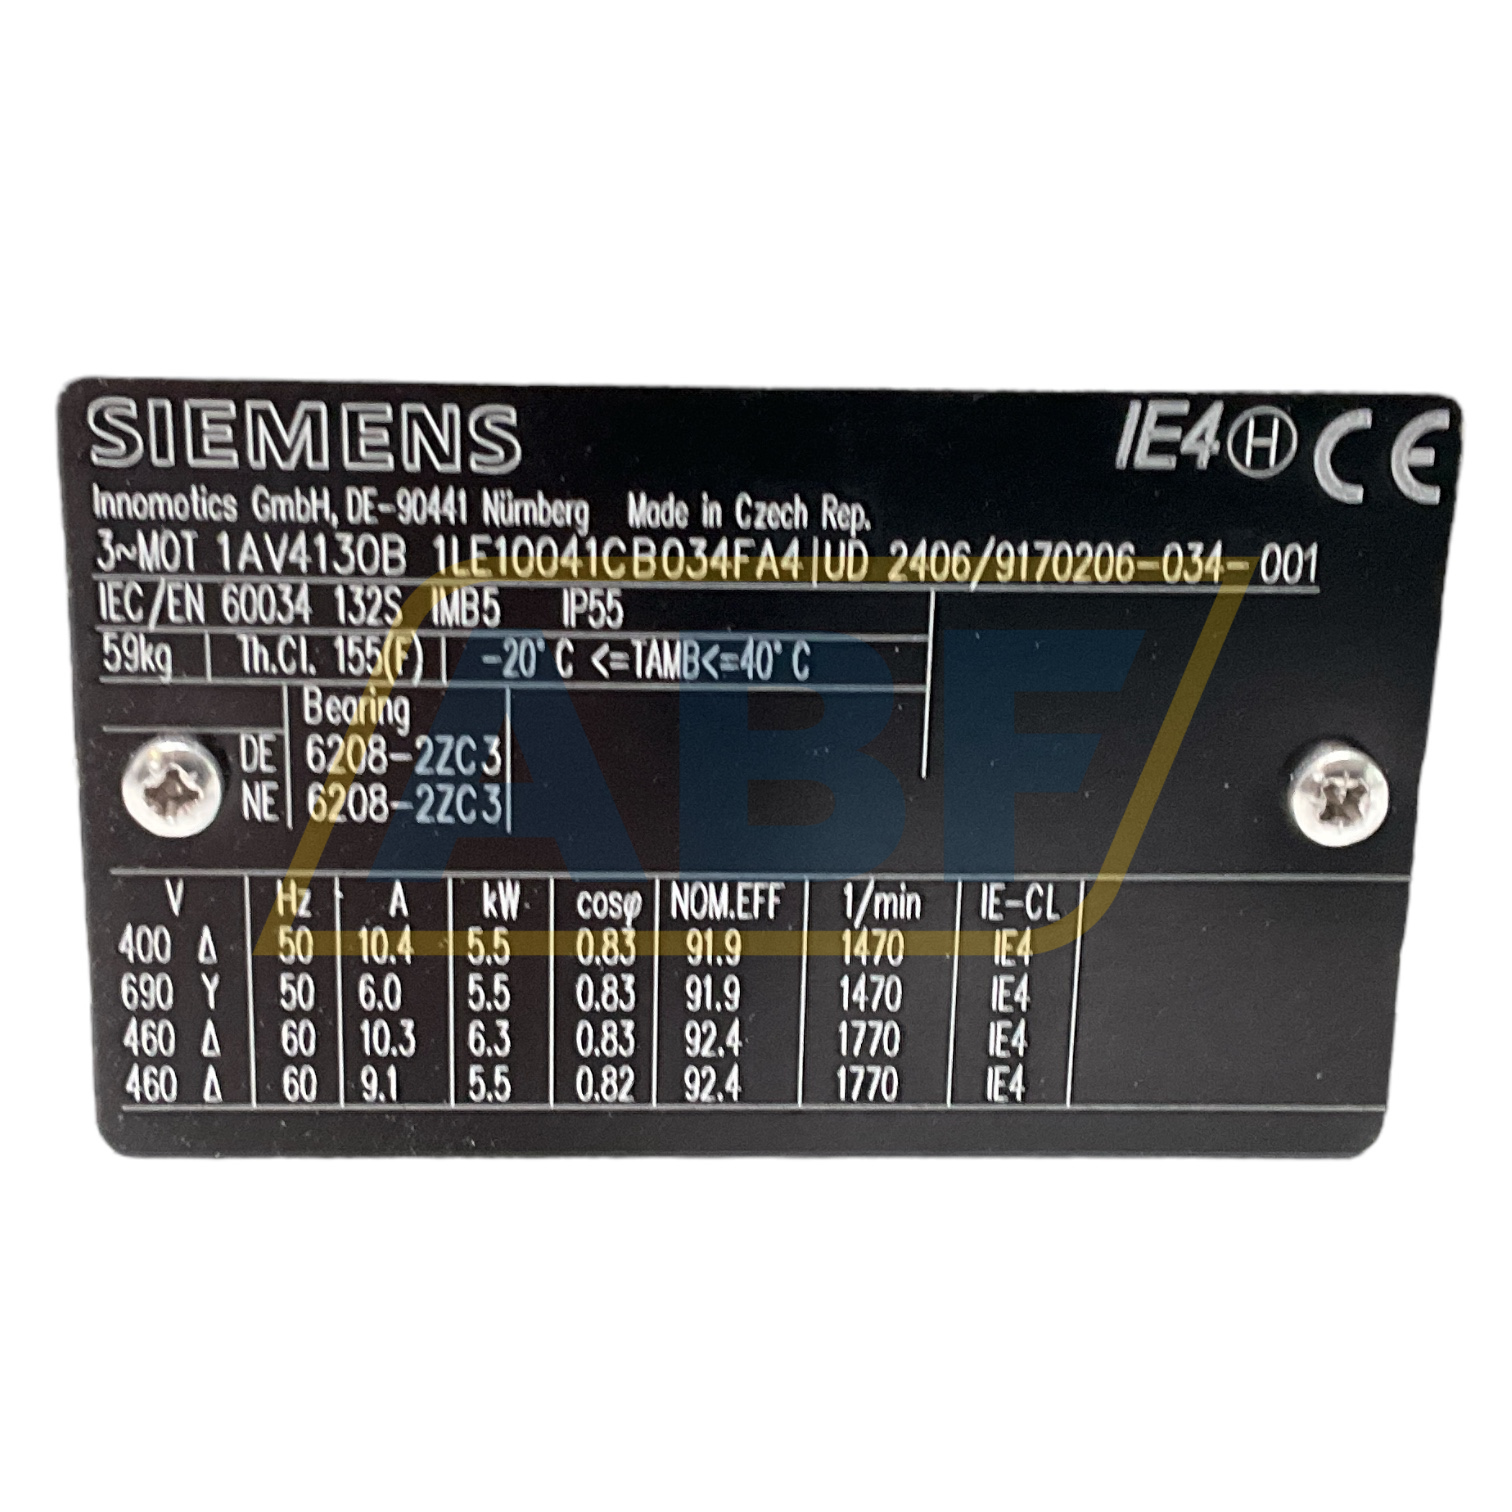 SIEMENS IE4 H CE
Innomotics GmbH, DE-90441 Nürnberg Made in Czech Rep.
3~MOT 1AV4130B 1LE10041CB034FA4 | UD 2406/9170206-034-001
IEC/EN 60034 132S IMB5 IP55
59kg | Th.Cl. 155(F) | -20°C <=TAMB<=40°C
Bearing
DE 6208-2ZC3
NE 6208-2ZC3
V Hz A kW cosφ NOM.EFF 1/min IE-CL
400 Δ 50 10.4 5.5 0.83 91.9 1470 IE4
690 Y 50 6.0 5.5 0.83 91.9 1470 IE4
460 Δ 60 10.3 6.3 0.83 92.4 1770 IE4
460 Δ 60 9.1 5.5 0.82 92.4 1770 IE4
ABF